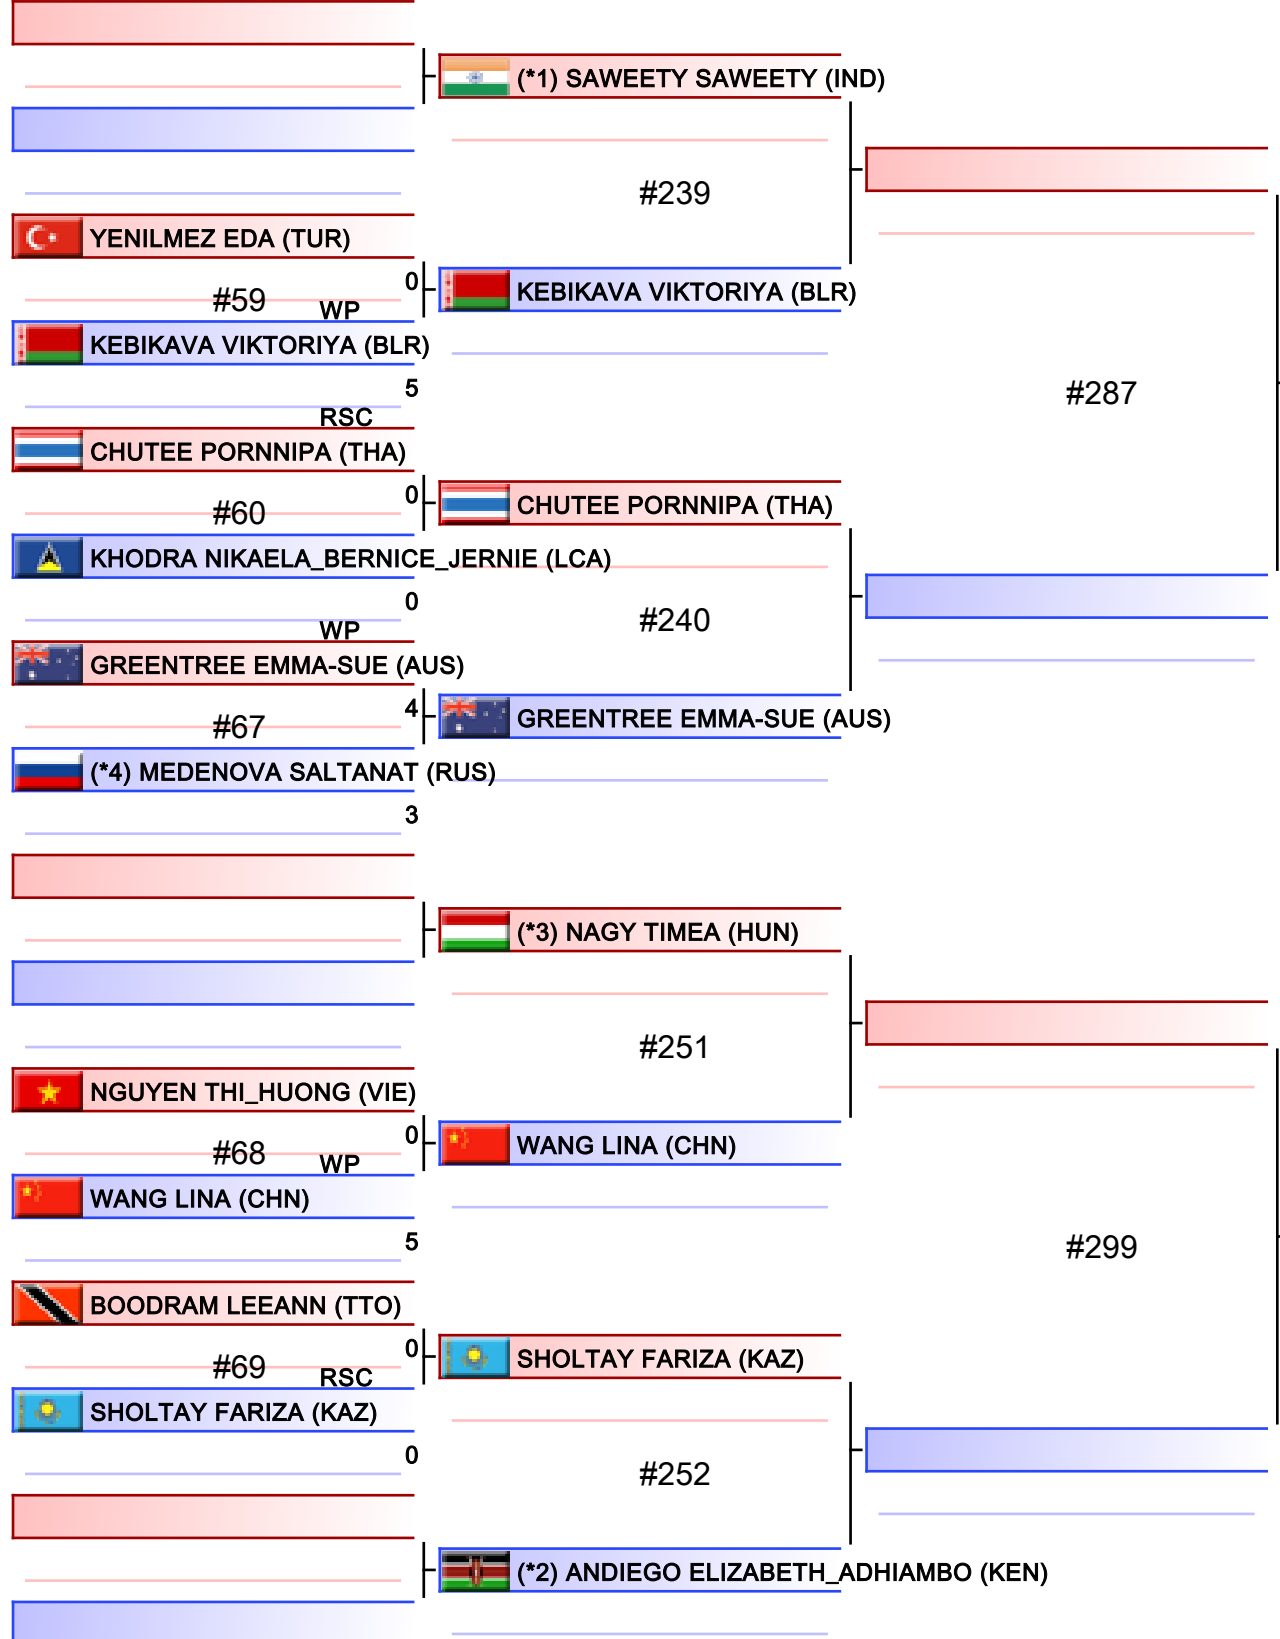 (*1) SAWEETY SAWEETY (IND)
#239
YENILMEZ EDA (TUR)
0
KEBIKAVA VIKTORIYA (BLR)
#59
WP
KEBIKAVA VIKTORIYA (BLR)
5
#287
RSC
CHUTEE PORNNIPA (THA)
0
CHUTEE PORNNIPA (THA)
#60
KHODRA NIKAELA_BERNICE_JERNIE (LCA)
0
#240
WP
GREENTREE EMMA-SUE (AUS)
4
GREENTREE EMMA-SUE (AUS)
#67
(*4) MEDENOVA SALTANAT (RUS)
3
(*3) NAGY TIMEA (HUN)
#251
NGUYEN THI_HUONG (VIE)
0
WANG LINA (CHN)
#68
WP
WANG LINA (CHN)
5
#299
BOODRAM LEEANN (TTO)
0
SHOLTAY FARIZA (KAZ)
#69
RSC
SHOLTAY FARIZA (KAZ)
0
#252
(*2) ANDIEGO ELIZABETH_ADHIAMBO (KEN)